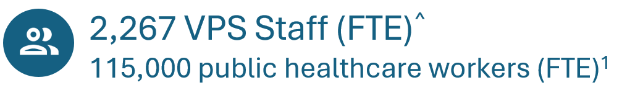 2,267 VPS Staff (FTE)^
115,000 public healthcare workers (FTE)¹